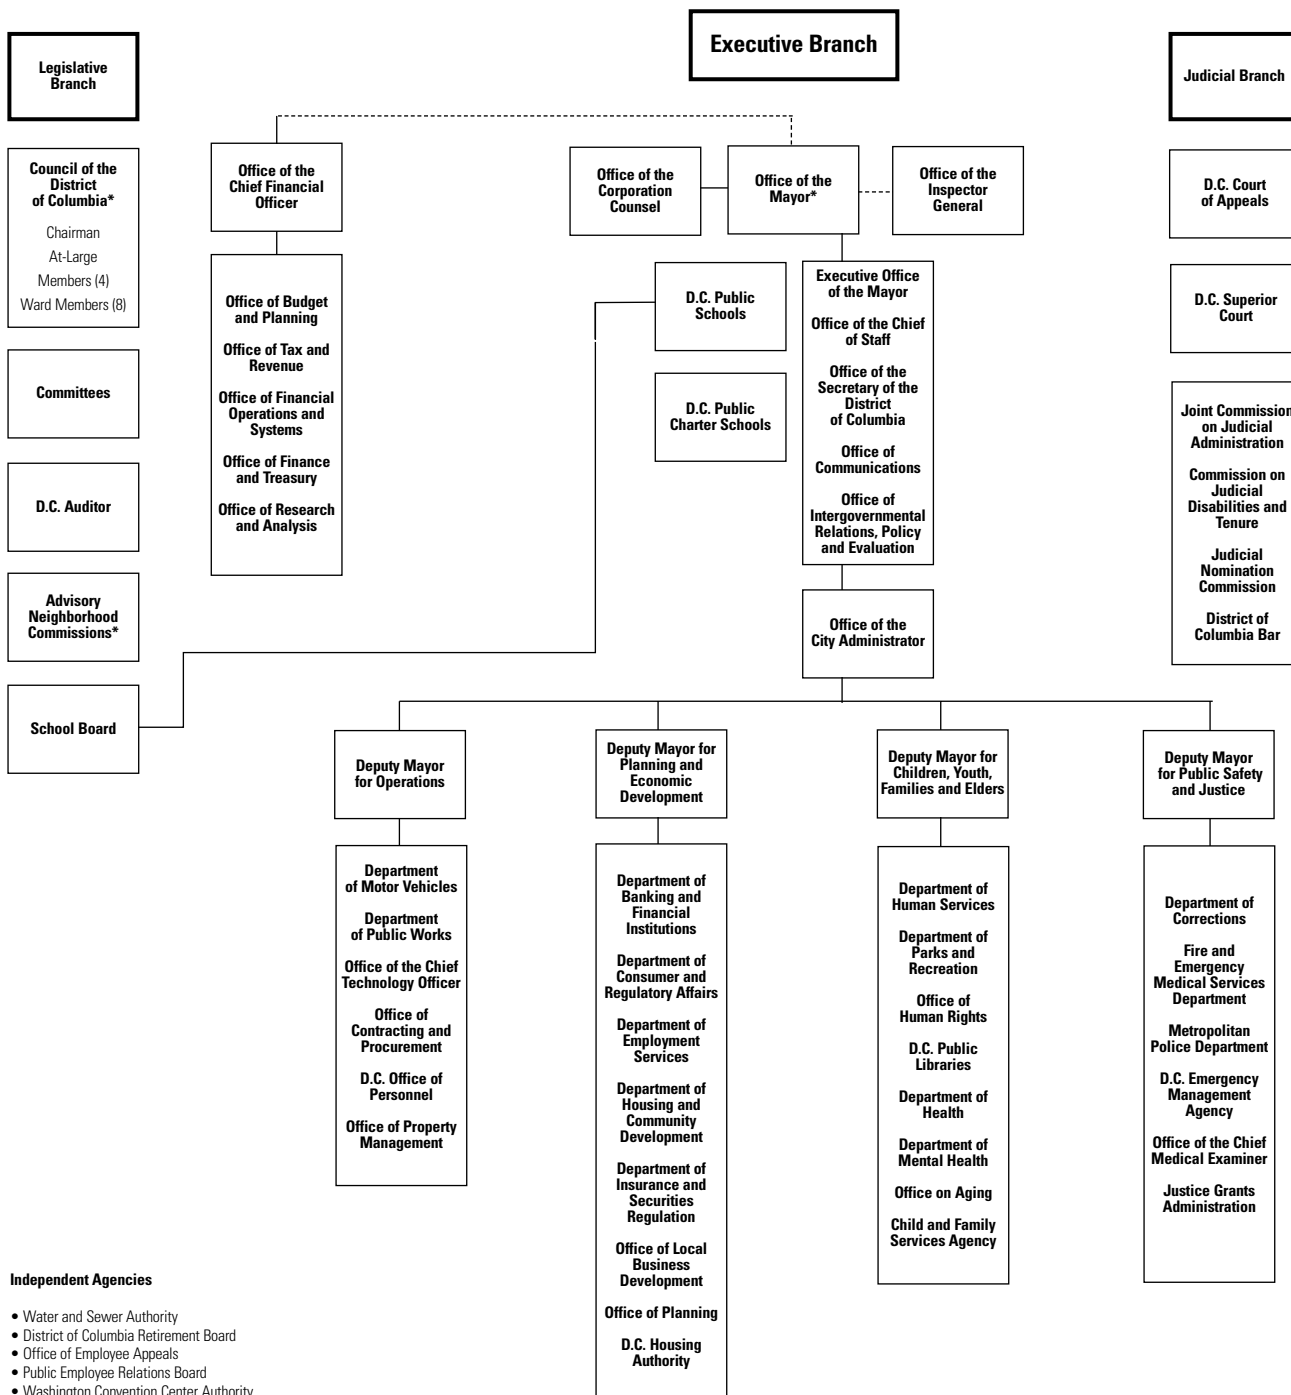 Executive Branch
Legislative
Branch
Judicial Branch
Council of the
District
of Columbia*
Chairman
At-Large
Members (4)
Ward Members (8)
Committees
D.C. Auditor
Advisory
Neighborhood
Commissions*
School Board
Office of the
Chief Financial
Officer
Office of Budget
and Planning
Office of Tax and
Revenue
Office of Financial
Operations and
Systems
Office of Finance
and Treasury
Office of Research
and Analysis
Office of the
Corporation
Counsel
Office of the
Mayor*
Office of the
Inspector
General
D.C. Public
Schools
D.C. Public
Charter Schools
Executive Office
of the Mayor
Office of the Chief
of Staff
Office of the
Secretary of the
District
of Columbia
Office of
Communications
Office of
Intergovernmental
Relations, Policy
and Evaluation
Office of the
City Administrator
D.C. Court
of Appeals
D.C. Superior
Court
Joint Commission
on Judicial
Administration
Commission on
Judicial
Disabilities and
Tenure
Judicial
Nomination
Commission
District of
Columbia Bar
Deputy Mayor
for Operations
Department
of Motor Vehicles
Department
of Public Works
Office of the Chief
Technology Officer
Office of
Contracting and
Procurement
D.C. Office of
Personnel
Office of Property
Management
Deputy Mayor for
Planning and
Economic
Development
Department of
Banking and
Financial
Institutions
Department of
Consumer and
Regulatory Affairs
Department of
Employment
Services
Department of
Housing and
Community
Development
Department of
Insurance and
Securities
Regulation
Office of Local
Business
Development
Office of Planning
D.C. Housing
Authority
Deputy Mayor for
Children, Youth,
Families and Elders
Department of
Human Services
Department of
Parks and
Recreation
Office of
Human Rights
D.C. Public
Libraries
Department of
Health
Department of
Mental Health
Office on Aging
Child and Family
Services Agency
Deputy Mayor
for Public Safety
and Justice
Department of
Corrections
Fire and
Emergency
Medical Services
Department
Metropolitan
Police Department
D.C. Emergency
Management
Agency
Office of the Chief
Medical Examiner
Justice Grants
Administration
Independent Agencies
• Water and Sewer Authority
• District of Columbia Retirement Board
• Office of Employee Appeals
• Public Employee Relations Board
• Washington Convention Center Authority